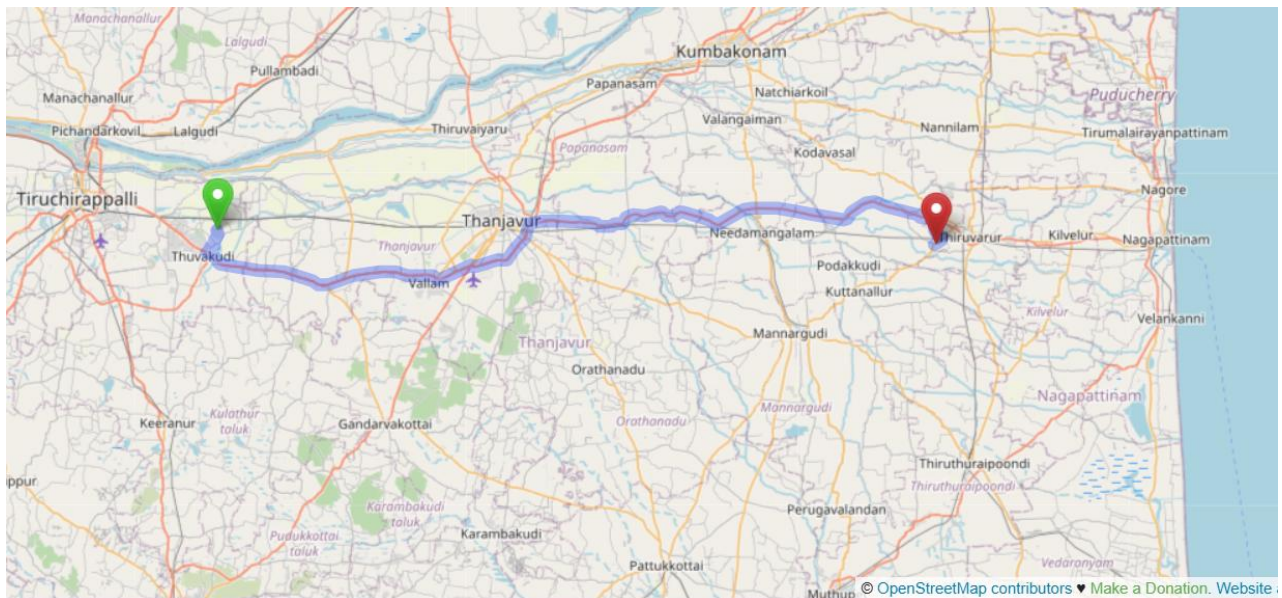 Manachanallur
Lalgudi
Kumbakonam
Pullambadi
Papanasam
Natchiarkoil
Puducherry
Manachanallur
Valangaiman
Pichandarkovil
Lalgudi
Thiruvaiyaru
Nannilam
Tirumalairayanpattinam
Papanasam
Kodavasal
Tiruchirappalli
Nagore
Thanjavur
Needamangalam
Thiruvarur
Kilvelur
Nagapattinam
Thanjavur
Thuvakudi
Podakkudi
Vallam
Kuttanallur
Kilvelur
Velankanni
Mannargudi
Thanjavur
Orathanadu
Nagapattinam
Mannargudi
Kulathur
taluk
Keeranur
Gandarvakottai
Orathanadu
Thiruthuraipoondi
ppur
Thiruthuraipoondi
Karambakudi
taluk
Perugavalandan
Pudukkottai
taluk
Karambakudi
Vedaranyam
Pattukkottai
Muthup
© OpenStreetMap contributors ♥ Make a Donation. Website